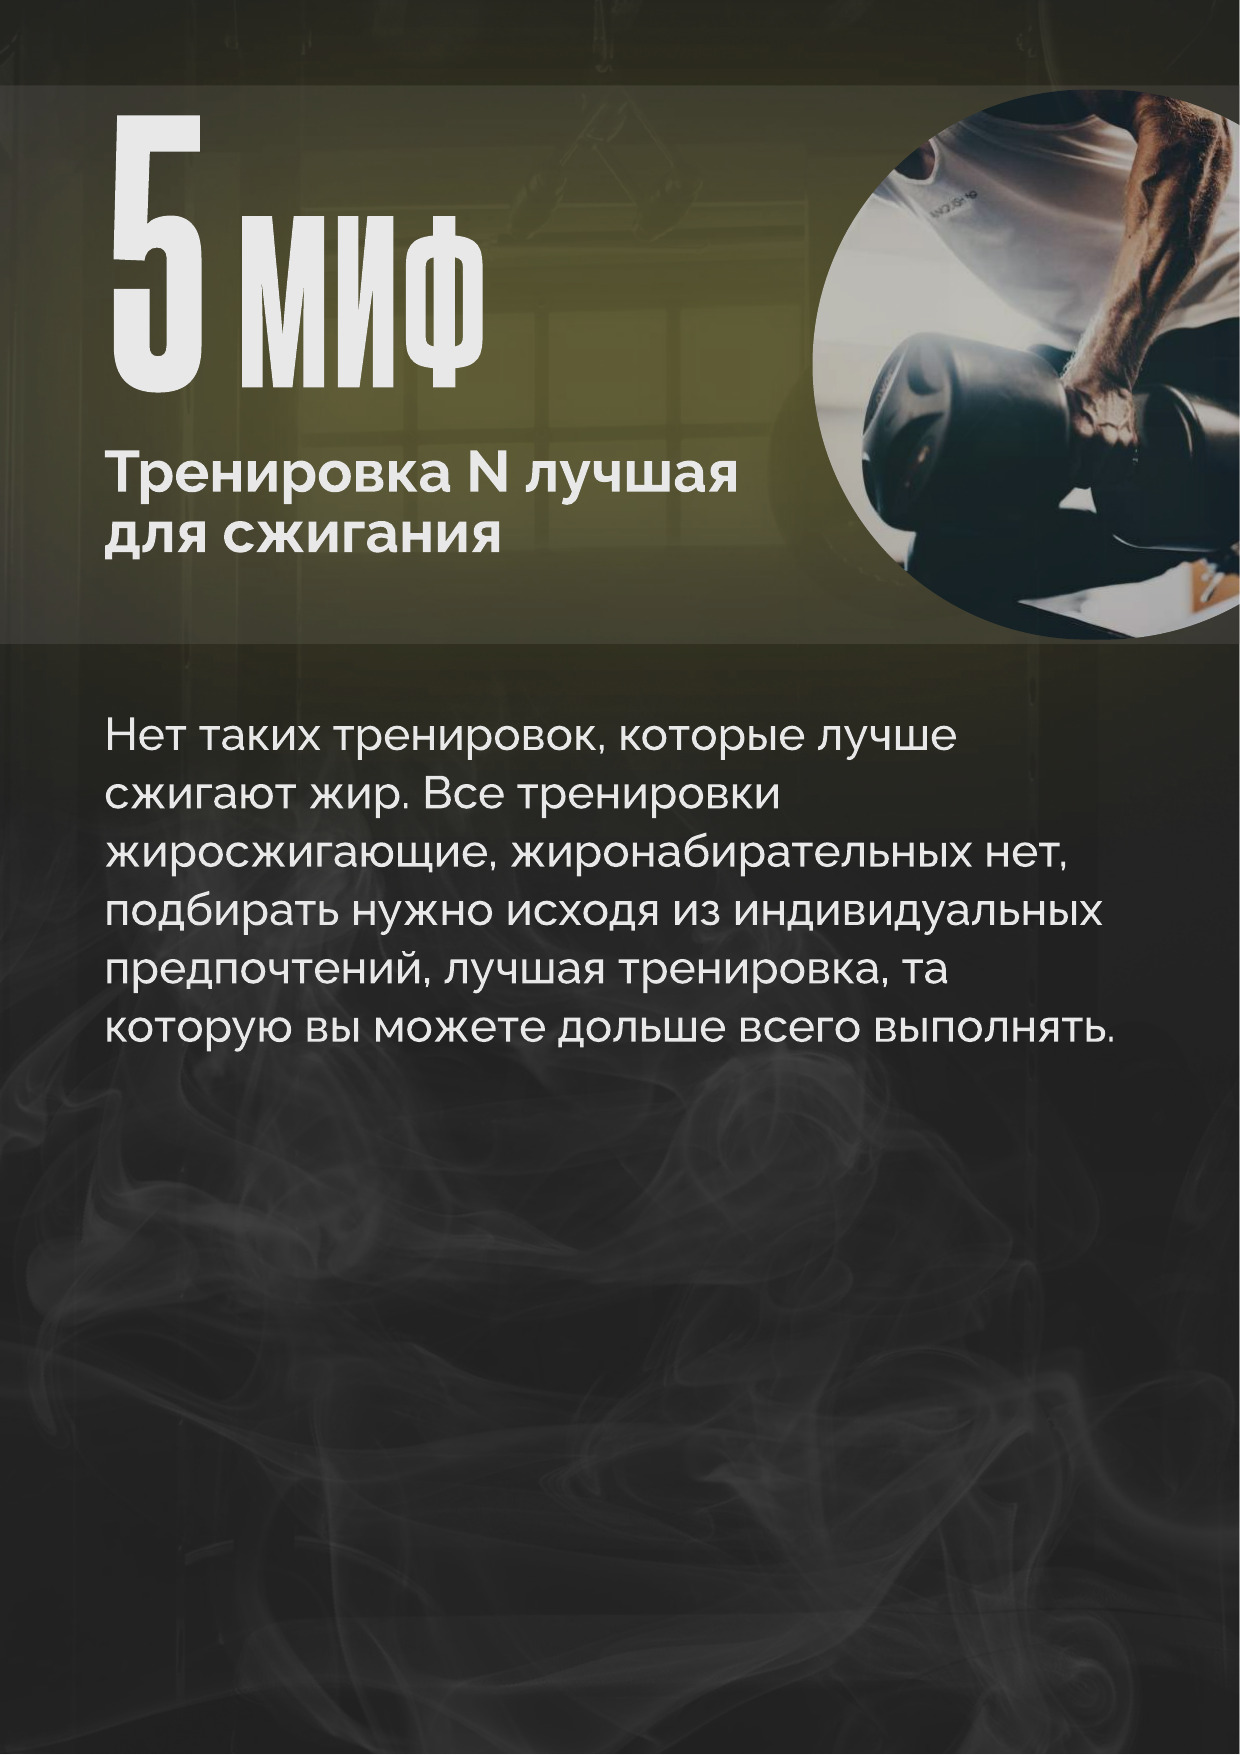 5 МИФ
Тренировка N лучшая
для сжигания
Нет таких тренировок, которые лучше
сжигают жир. Все тренировки
жиросжигающие, жиронабирательных нет,
подбирать нужно исходя из индивидуальных
предпочтений, лучшая тренировка, та
которую вы можете дольше всего выполнять.